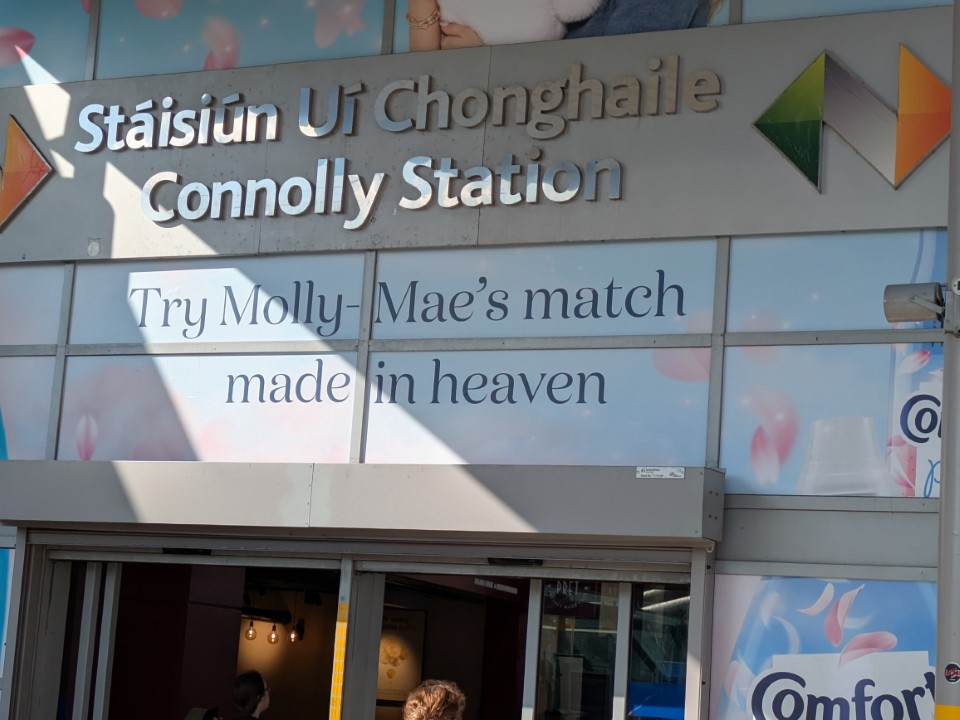 Stáisiún Uí Chonghaile
Connolly Station
Try Molly-Mae's match
made in heaven
Comfort